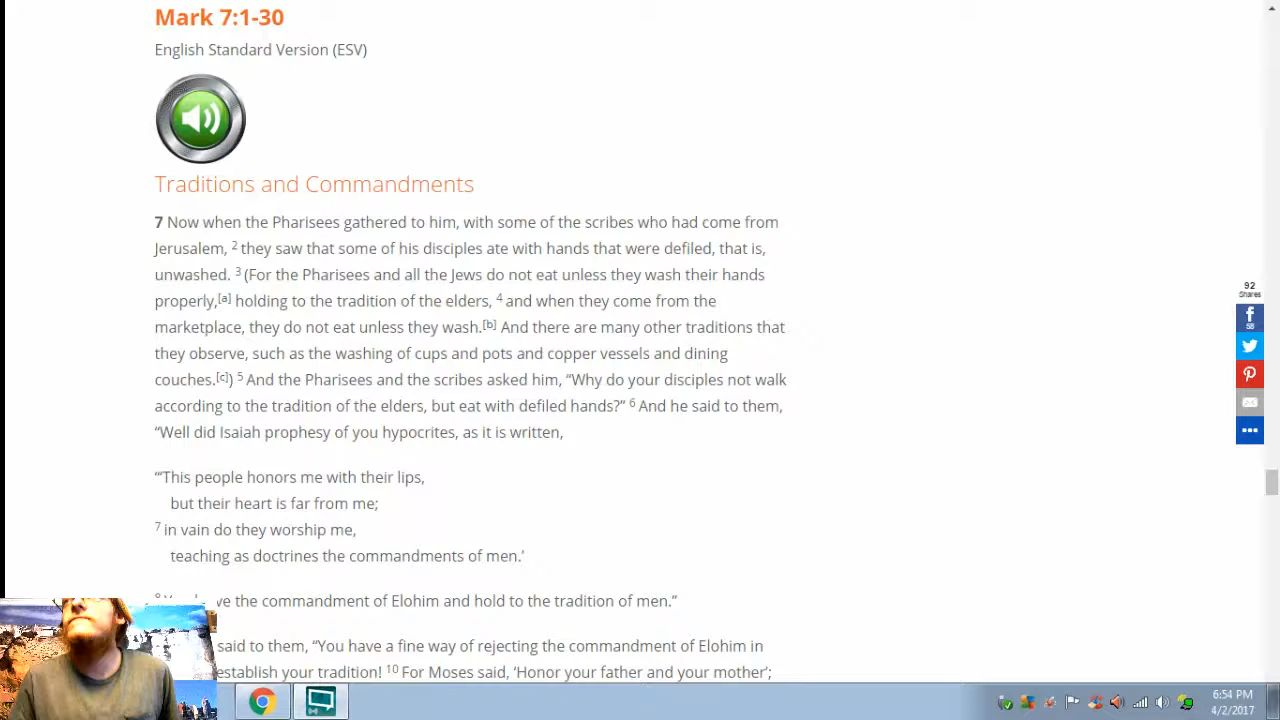 Mark 7:1-30
English Standard Version (ESV)
Traditions and Commandments
7 Now when the Pharisees gathered to him, with some of the scribes who had come from
Jerusalem, 2 they saw that some of his disciples ate with hands that were defiled, that is,
unwashed. 3 (For the Pharisees and all the Jews do not eat unless they wash their hands
properly,[a] holding to the tradition of the elders, 4 and when they come from the
marketplace, they do not eat unless they wash.[b] And there are many other traditions that
they observe, such as the washing of cups and pots and copper vessels and dining
couches.[c]) 5 And the Pharisees and the scribes asked him, “Why do your disciples not walk
according to the tradition of the elders, but eat with defiled hands?” 6 And he said to them,
“Well did Isaiah prophesy of you hypocrites, as it is written,
“‘This people honors me with their lips,
but their heart is far from me;
7 in vain do they worship me,
teaching as doctrines the commandments of men.’
the commandment of Elohim and hold to the tradition of men.”
said to them, “You have a fine way of rejecting the commandment of Elohim in
establish your tradition! 10 For Moses said, ‘Honor your father and your mother’;
92
Shares
58
6:54 PM
4/2/2017